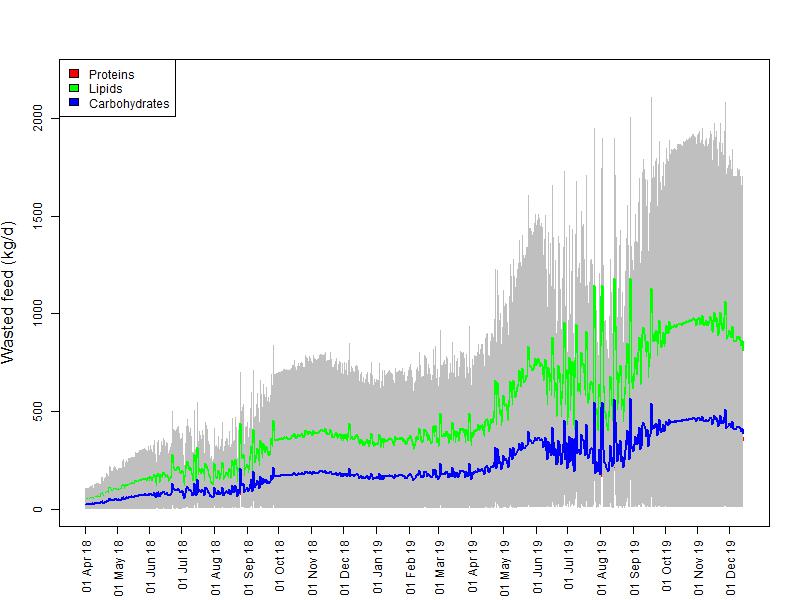 Proteins
Lipids
Carbohydrates
Wasted feed (kg/d)
2000
1500
1000
500
0
01 Apr 18
01 May 18
01 Jun 18
01 Jul 18
01 Aug 18
01 Sep 18
01 Oct 18
01 Nov 18
01 Dec 18
01 Jan 19
01 Feb 19
01 Mar 19
01 Apr 19
01 May 19
01 Jun 19
01 Jul 19
01 Aug 19
01 Sep 19
01 Oct 19
01 Nov 19
01 Dec 19